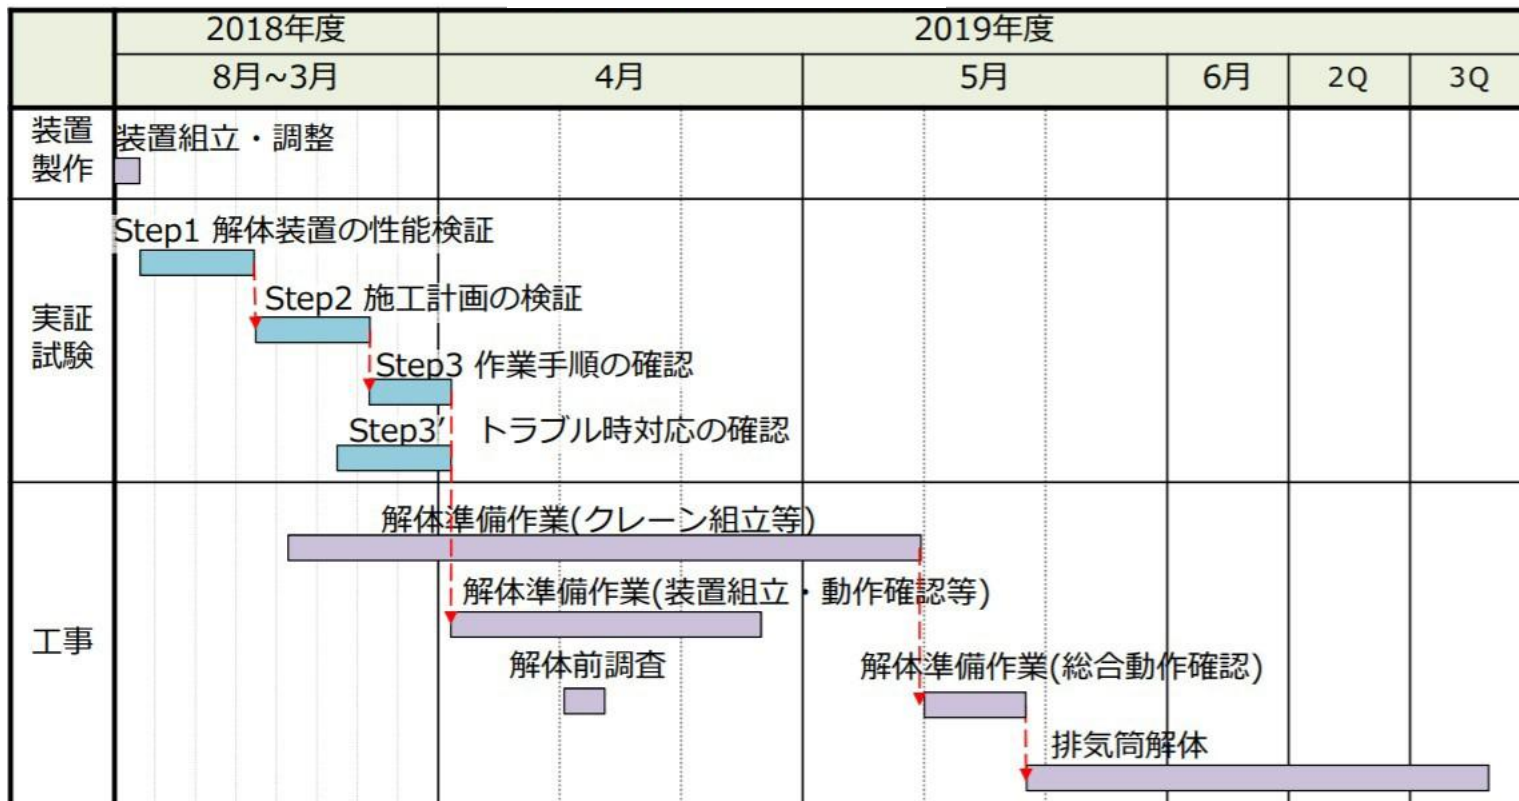 2018年度
2019年度
8月~3月
4月
5月
6月
2Q
3Q
装置
製作
装置組立・調整
実証
試験
Step1 解体装置の性能検証
Step2 施工計画の検証
Step3 作業手順の確認
Step3′ トラブル時対応の確認
工事
解体準備作業(クレーン組立等)
解体準備作業(装置組立・動作確認等)
解体前調査
解体準備作業(総合動作確認)
排気筒解体